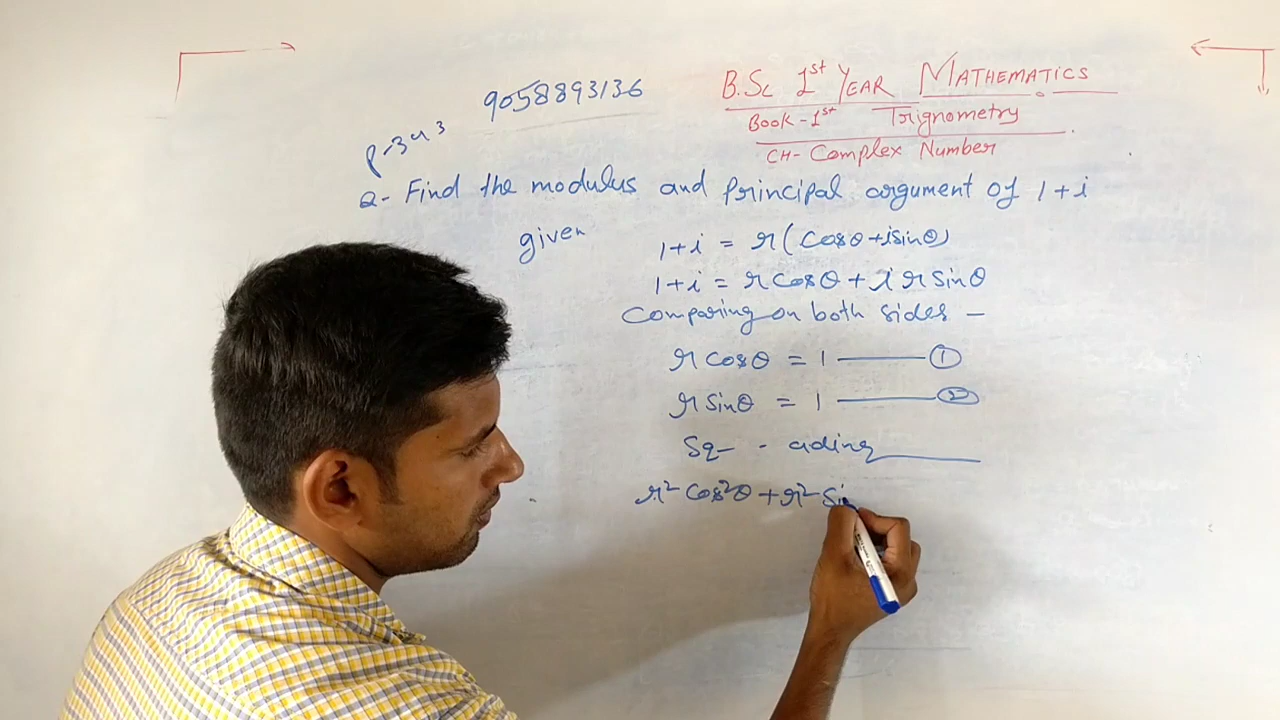 B.Sc 1st YEAR MATHEMATICS
Book-1st Trignometry
CH- Complex Number
9058893136
P-343
Q- Find the modulus and principal argument of 1+i
given 1+i = r(cosθ+isinθ)
1+i = r cosθ + i r sinθ
Comparing on both sides -
r cosθ = 1 ——— ①
r sinθ = 1 ——— ②
Sq - ading
r² cos²θ + r² Si